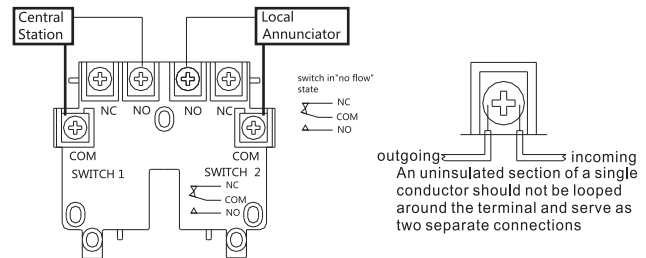 Central
Station
Local
Annunciator
NC
NO
NO
NC
COM
COM
SWITCH 1
SWITCH 2
NC
COM
NO
switch in"no flow"
state
NC
COM
NO
outgoing
incoming
An uninsulated section of a single
conductor should not be looped
around the terminal and serve as
two separate connections